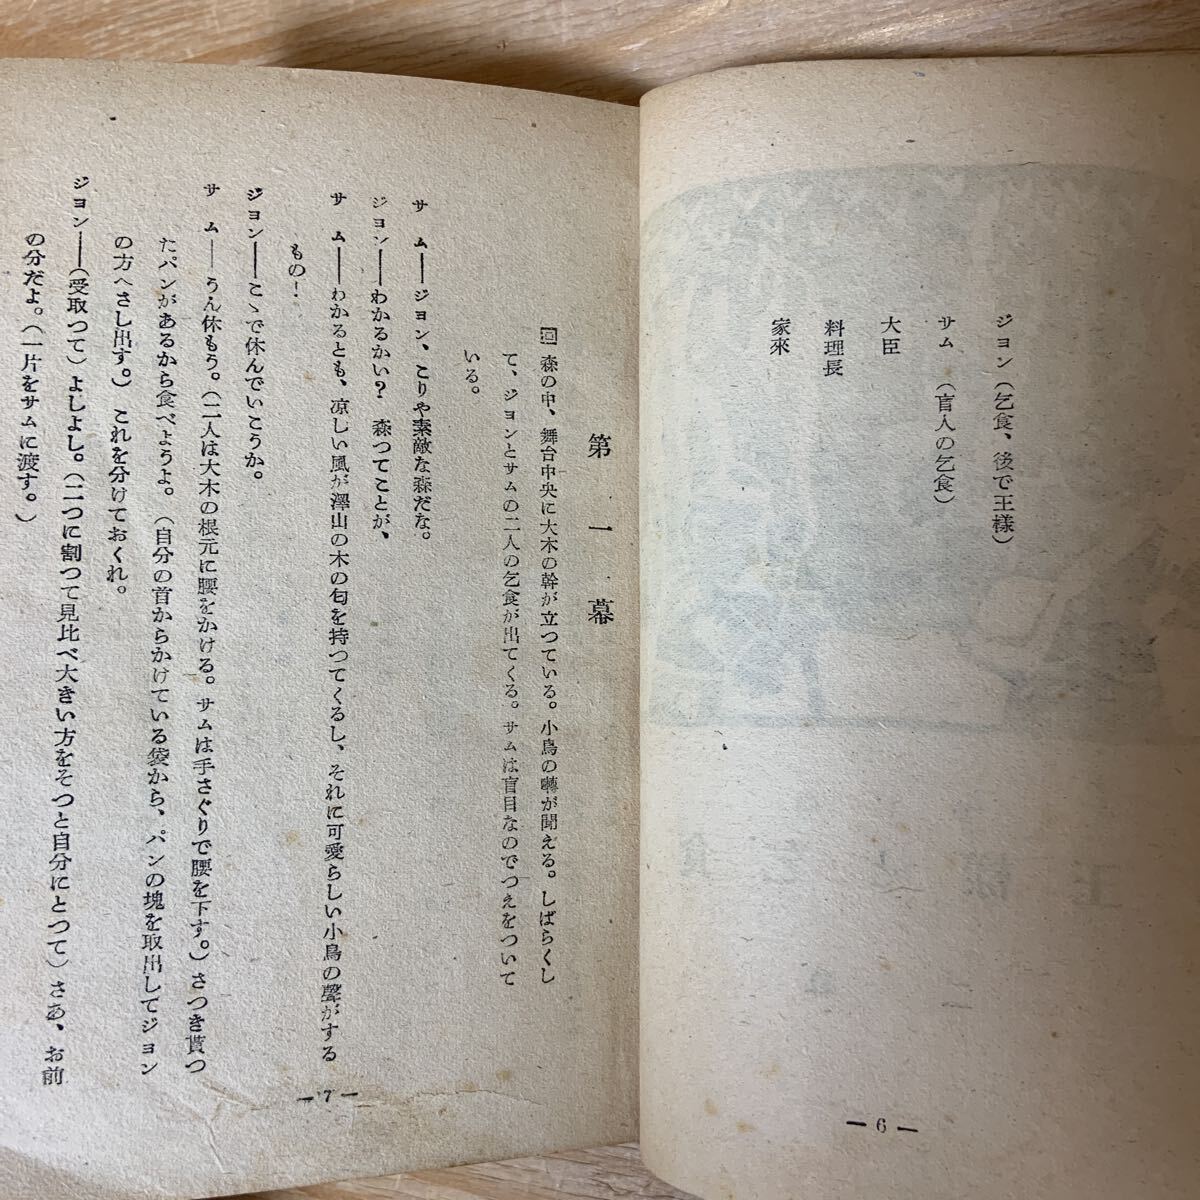 ジョン（乞食、後で王様）
サム　（盲人の乞食）
大臣
料理長
家來
― 6 ―
第一幕
回　森の中、舞台中央に大木の幹が立つている。小鳥の囀が聞える。しばらくし
て、ジョンとサムの二人の乞食が出てくる。サムは盲目なのでつえをついて
いる。
サ　ム――ジョン、こりや素敵な森だな。
ジョン――わかるかい？　森つてことが、
サ　ム――わかるとも、凉しい風が澤山の木の匂を持つてくるし、それに可愛らしい小鳥の聲がする
もの！
ジョン――こゝで休んでいこうか。
サ　ム――うん休もう。（二人は大木の根元に腰をかける。サムは手さぐりで腰を下す。）さつき貰つ
たパンがあるから食べようよ。（自分の首からかけている袋から、パンの塊を取出してジョン
の方へさし出す。）これを分けておくれ。
ジョン――（受取つて）よしよし。（二つに割つて見比べ大きい方をそつと自分にとつて）さあ、お前
の分だよ。（一片をサムに渡す。）
― 7 ―